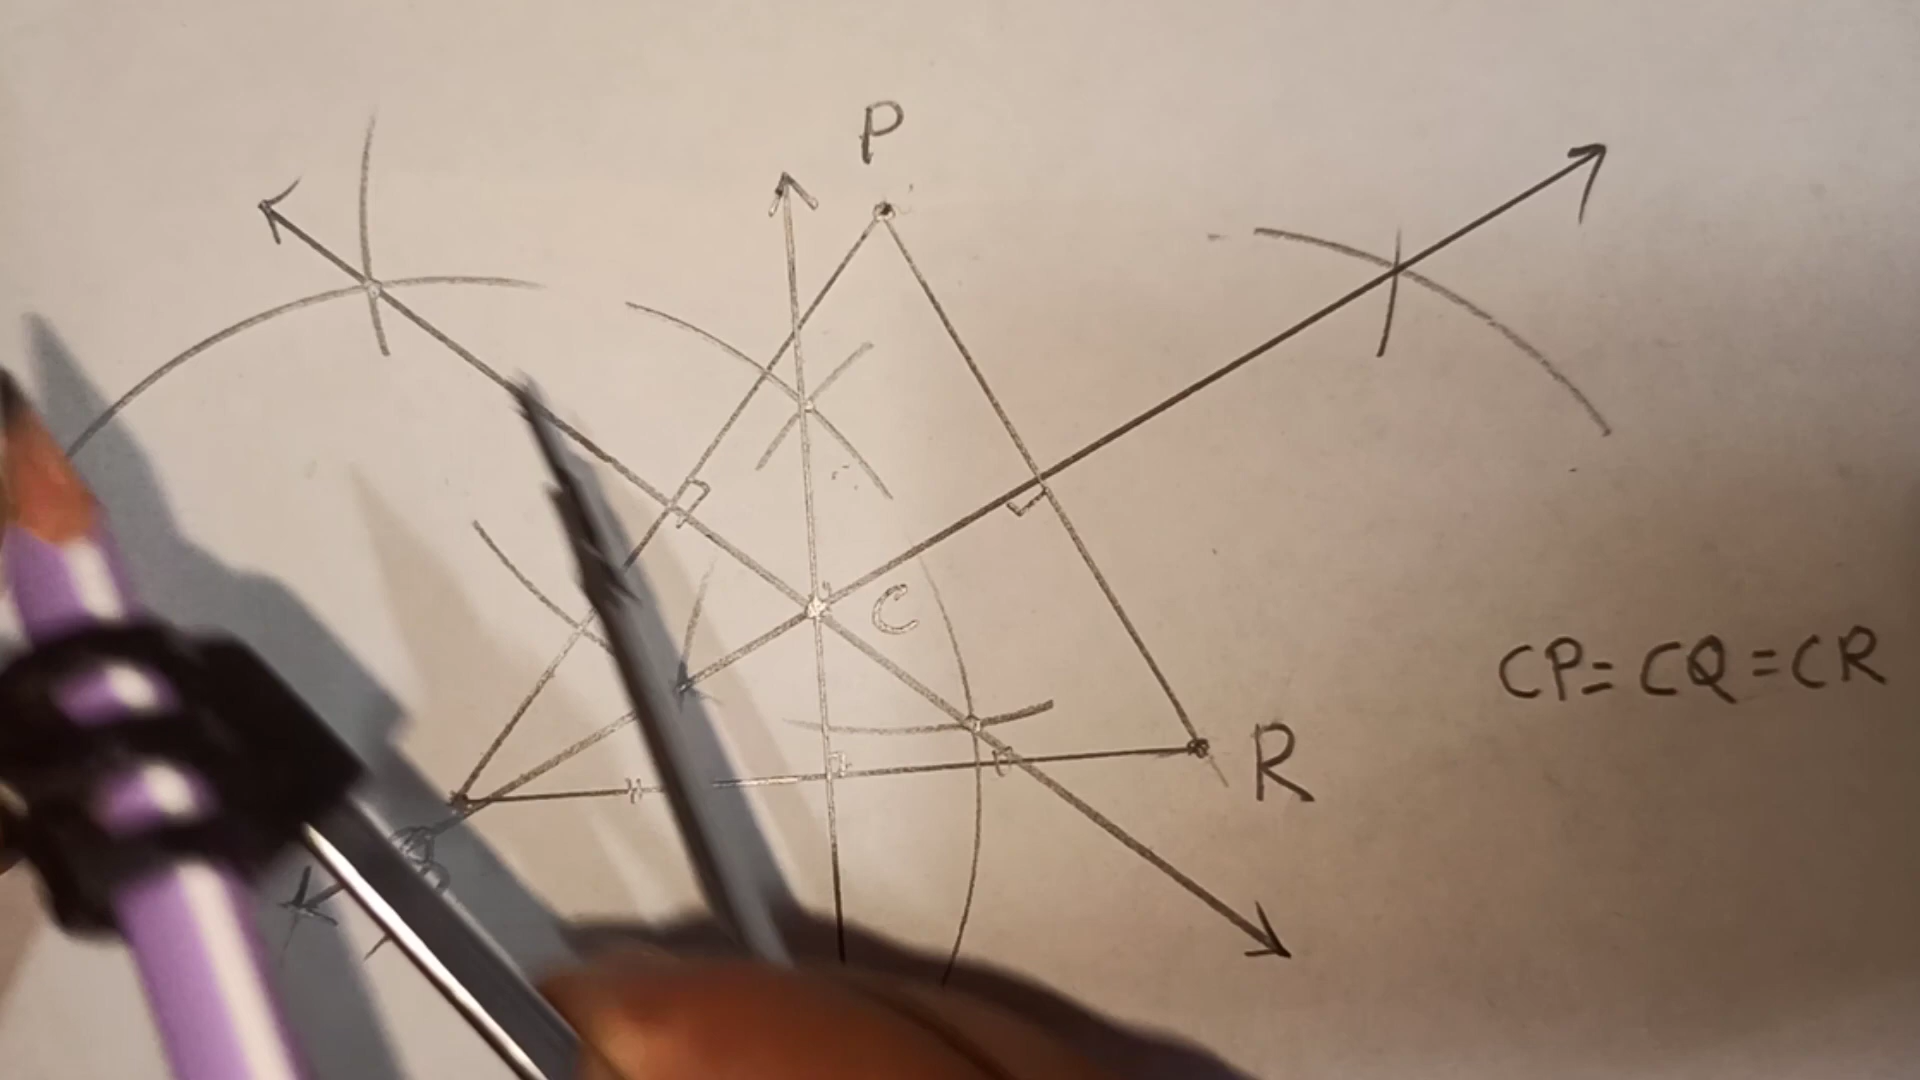 P
C
CP = CQ = CR
R